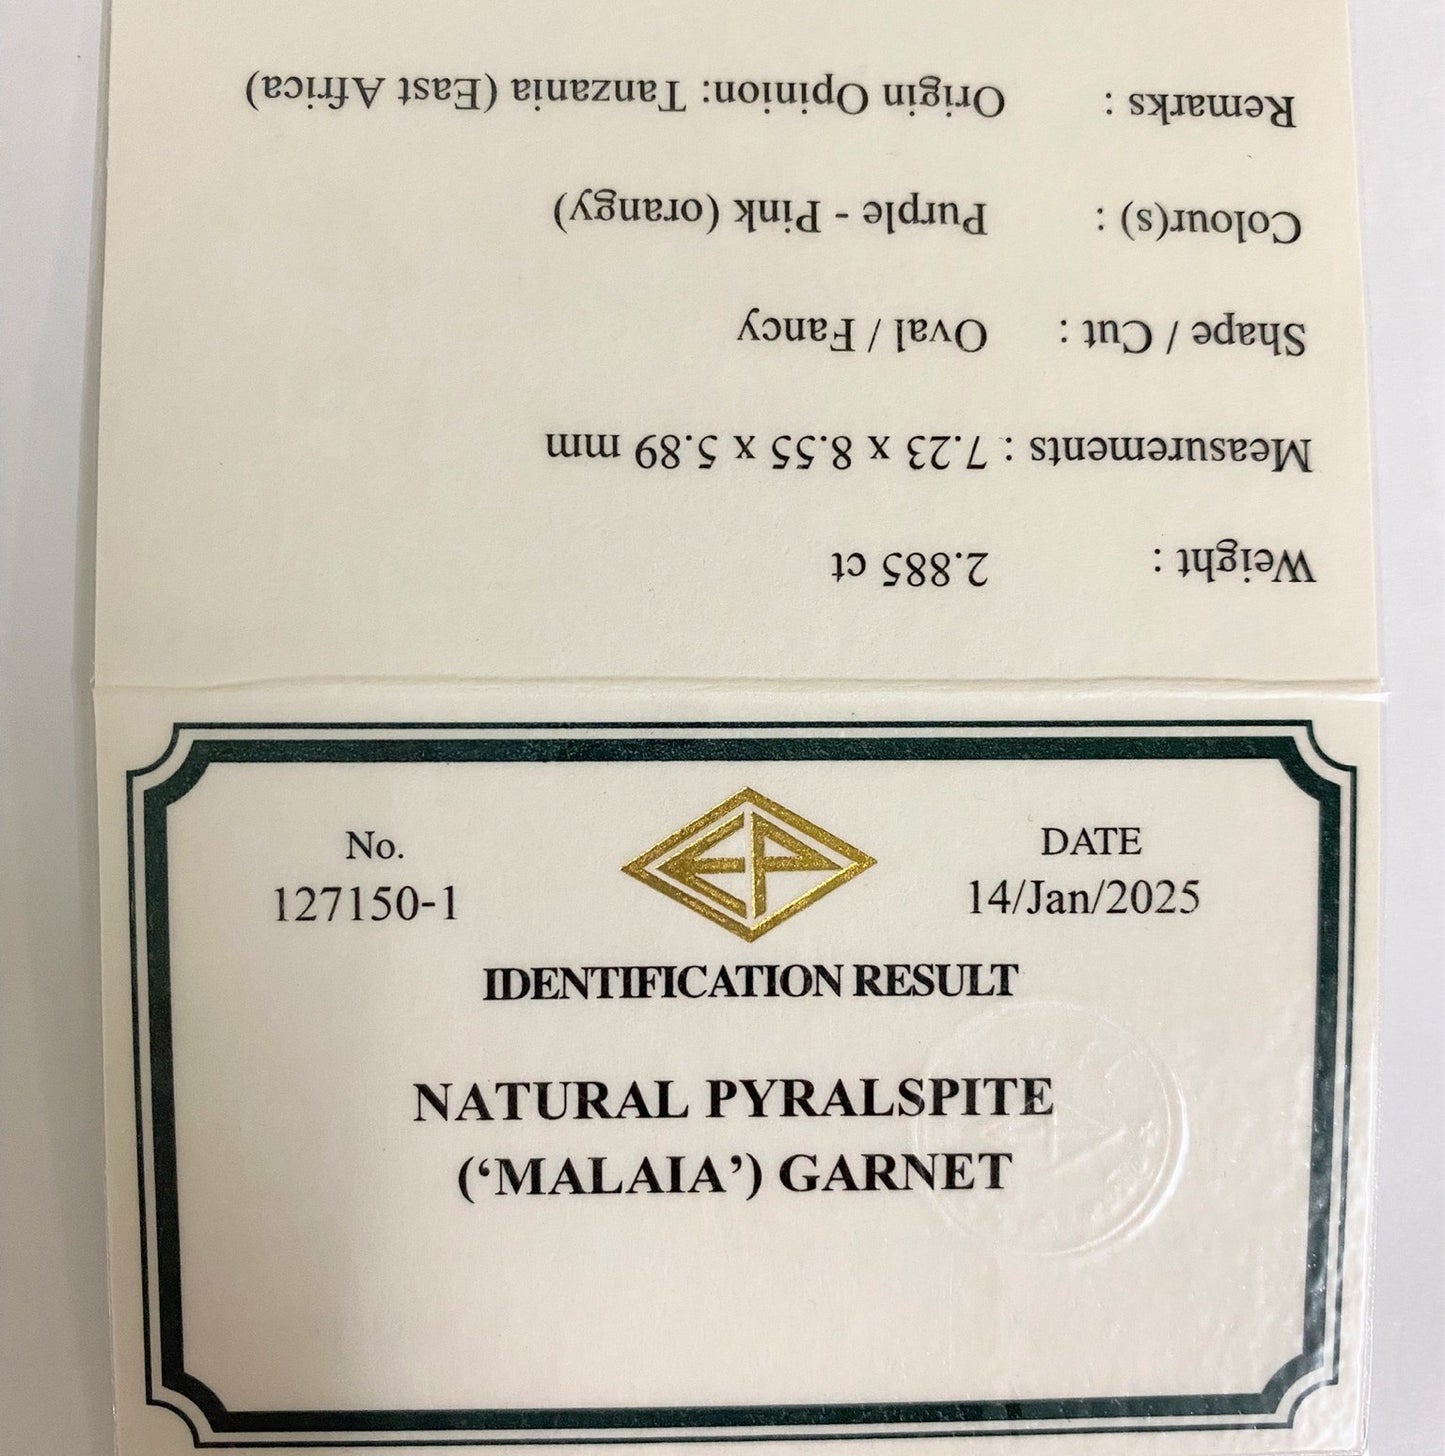 Weight : 2.885 ct
Measurements : 7.23 x 8.55 x 5.89 mm
Shape / Cut : Oval / Fancy
Colour(s) : Purple - Pink (orangy)
Remarks : Origin Opinion: Tanzania (East Africa)
No.
127150-1
EP
DATE
14/Jan/2025
IDENTIFICATION RESULT
NATURAL PYRALSPITE
(‘MALAIA’) GARNET